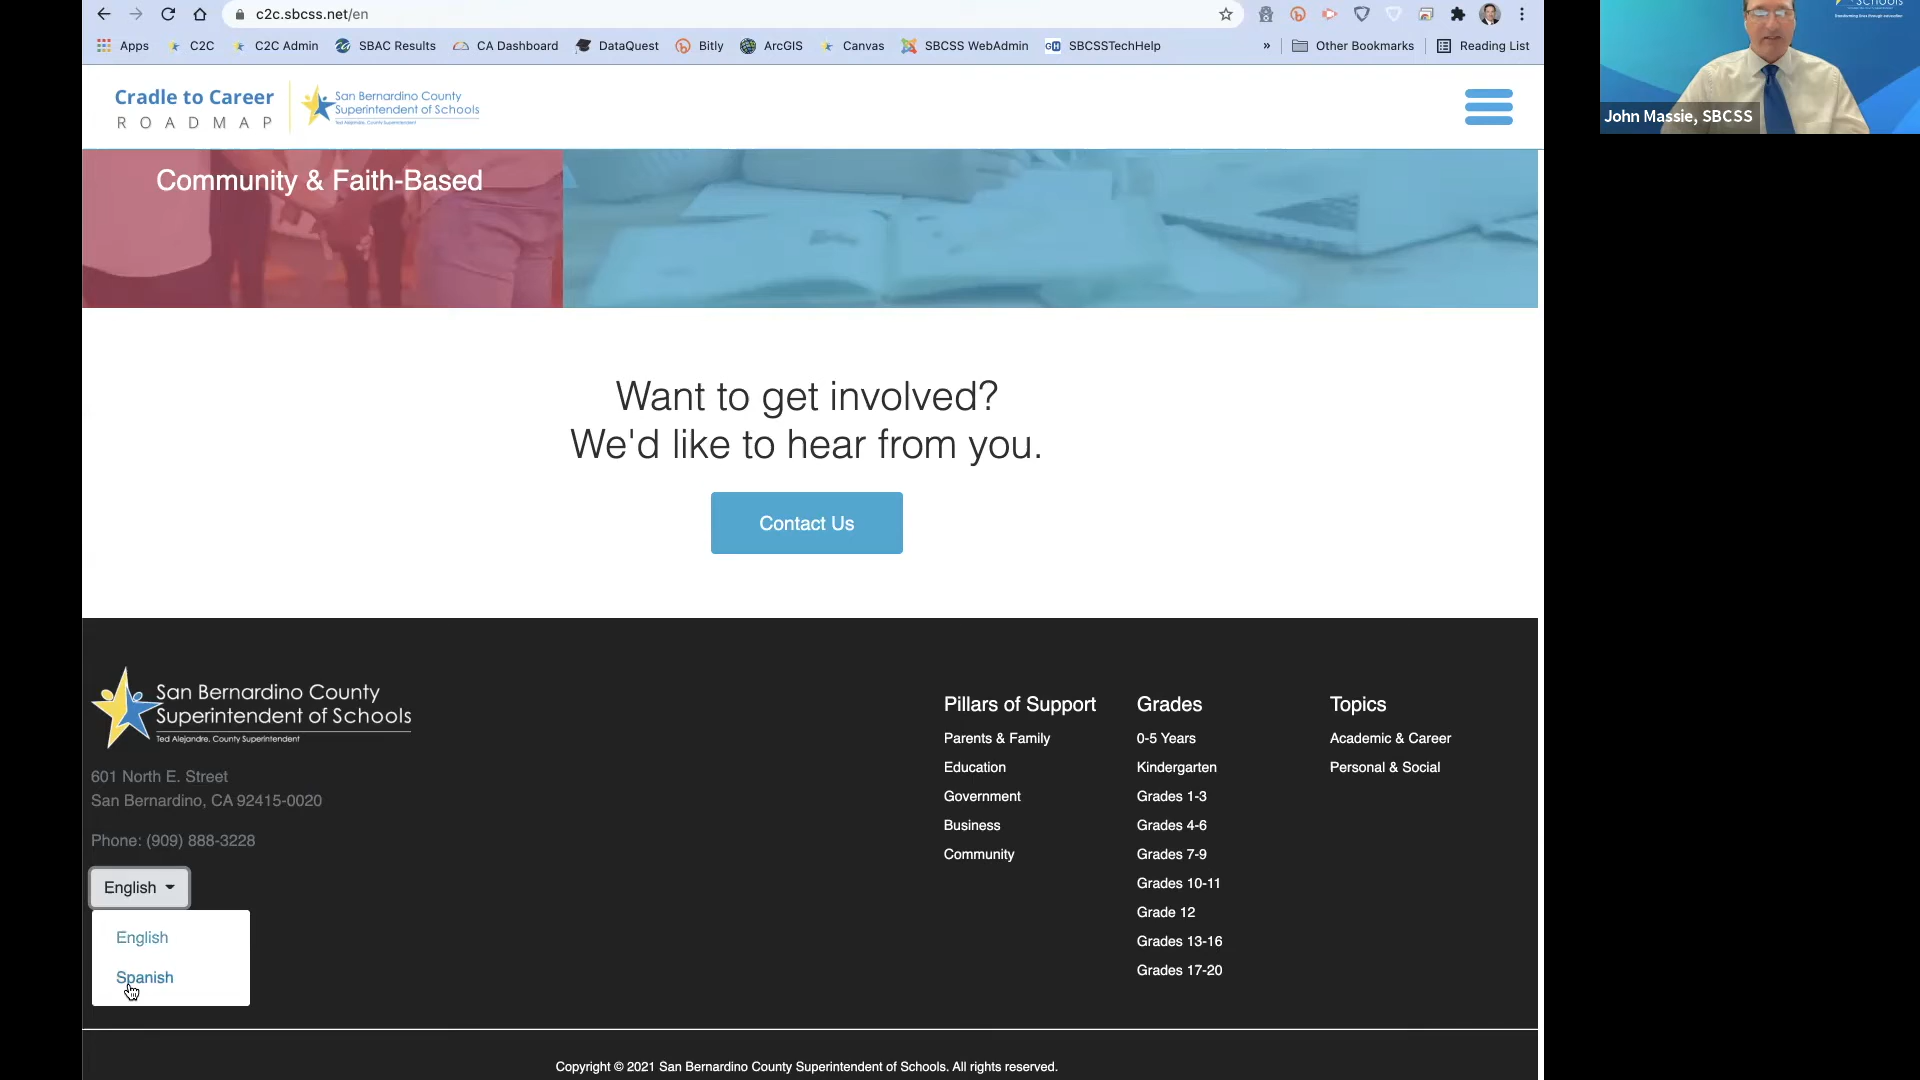 c2c.sbcss.net/en
Apps C2C C2C Admin SBAC Results CA Dashboard DataQuest Bitly ArcGIS Canvas SBCSS WebAdmin SBCSSTechHelp » Other Bookmarks Reading List
Cradle to Career
ROADMAP
San Bernardino County
Superintendent of Schools
Ted Alejandre, County Superintendent
John Massie, SBCSS
Community & Faith-Based
Want to get involved?
We'd like to hear from you.
Contact Us
San Bernardino County
Superintendent of Schools
Ted Alejandre, County Superintendent
601 North E. Street
San Bernardino, CA 92415-0020
Phone: (909) 888-3228
English
English
Spanish
Pillars of Support
Parents & Family
Education
Government
Business
Community
Grades
0-5 Years
Kindergarten
Grades 1-3
Grades 4-6
Grades 7-9
Grades 10-11
Grade 12
Grades 13-16
Grades 17-20
Topics
Academic & Career
Personal & Social
Copyright © 2021 San Bernardino County Superintendent of Schools. All rights reserved.